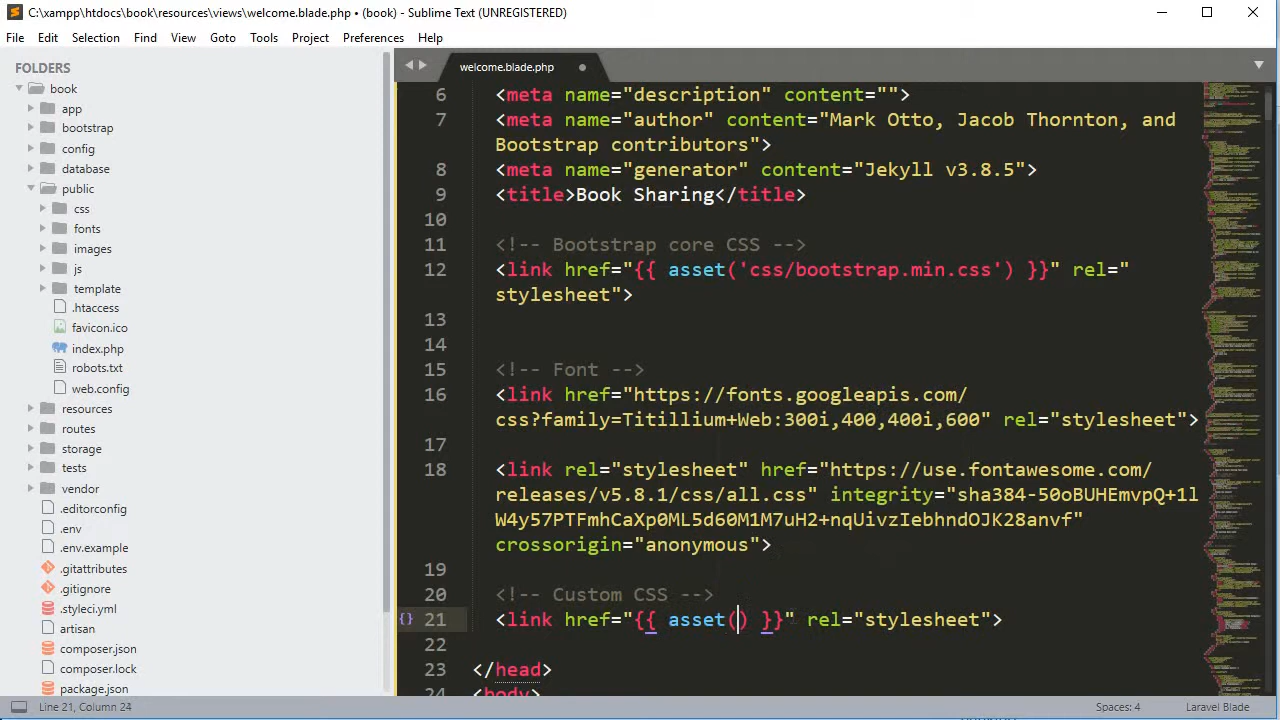 C:\xampp\htdocs\book\resources\views\welcome.blade.php • (book) - Sublime Text (UNREGISTERED)
File Edit Selection Find View Goto Tools Project Preferences Help
FOLDERS
book
app
bootstrap
config
database
public
css
fonts
images
js
template
.htaccess
favicon.ico
index.php
robots.txt
web.config
resources
routes
storage
tests
vendor
.editorconfig
.env
.env.example
.gitattributes
.gitignore
.styleci.yml
artisan
composer.json
composer.lock
package.json
welcome.blade.php
6 <meta name="description" content="">
7 <meta name="author" content="Mark Otto, Jacob Thornton, and
Bootstrap contributors">
8 <meta name="generator" content="Jekyll v3.8.5">
9 <title>Book Sharing</title>
10
11 <!-- Bootstrap core CSS -->
12 <link href="{{ asset('css/bootstrap.min.css') }}" rel="
stylesheet">
13
14
15 <!-- Font -->
16 <link href="https://fonts.googleapis.com/
css?family=Titillium+Web:300i,400,400i,600" rel="stylesheet">
17
18 <link rel="stylesheet" href="https://use.fontawesome.com/
releases/v5.8.1/css/all.css" integrity="sha384-50oBUHEmvpQ+1l
W4y57PTFmhCaXp0ML5d60M1M7uH2+nqUivzIebhndOJK28anvf"
crossorigin="anonymous">
19
20 <!-- Custom CSS -->
{} 21 <link href="{{ asset() }}" rel="stylesheet">
22
23 </head>
24 <body>
Line 21, Column 24
Spaces: 4 Laravel Blade